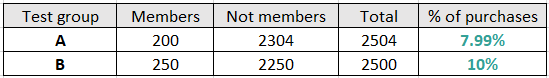 Test group Members Not members Total % of purchases
A 200 2304 2504 7.99%
B 250 2250 2500 10%